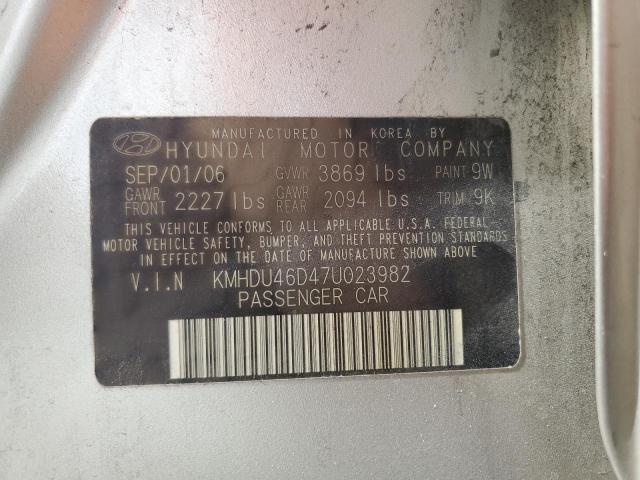 MANUFACTURED IN KOREA BY
HYUNDAI MOTOR COMPANY
SEP/01/06 GVWR 3869 lbs PAINT 9W
GAWR FRONT 2227 lbs GAWR REAR 2094 lbs TRIM 9K
THIS VEHICLE CONFORMS TO ALL APPLICABLE U.S.A. FEDERAL
MOTOR VEHICLE SAFETY, BUMPER, AND THEFT PREVENTION STANDARDS
IN EFFECT ON THE DATE OF MANUFACTURE SHOWN ABOVE
V.I.N KMHDU46D47U023982
PASSENGER CAR